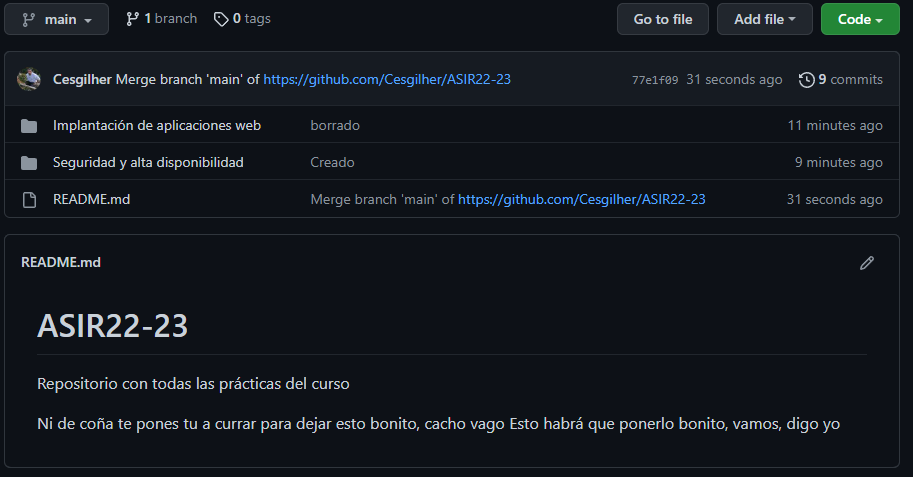 main 1 branch 0 tags Go to file Add file Code
Cesgilher Merge branch 'main' of https://github.com/Cesgilher/ASIR22-23 77e1f09 31 seconds ago 9 commits
Implantación de aplicaciones web borrado 11 minutes ago
Seguridad y alta disponibilidad Creado 9 minutes ago
README.md Merge branch 'main' of https://github.com/Cesgilher/ASIR22-23 31 seconds ago
README.md
ASIR22-23
Repositorio con todas las prácticas del curso
Ni de coña te pones tu a currar para dejar esto bonito, cacho vago Esto habrá que ponerlo bonito, vamos, digo yo